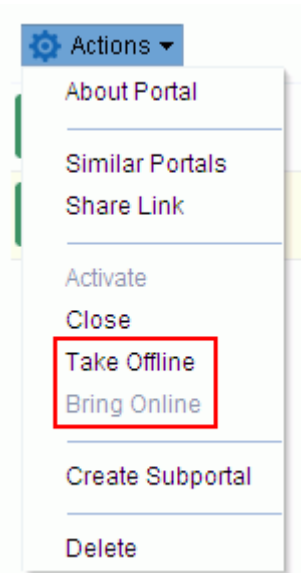 Actions
About Portal
Similar Portals
Share Link
Activate
Close
Take Offline
Bring Online
Create Subportal
Delete